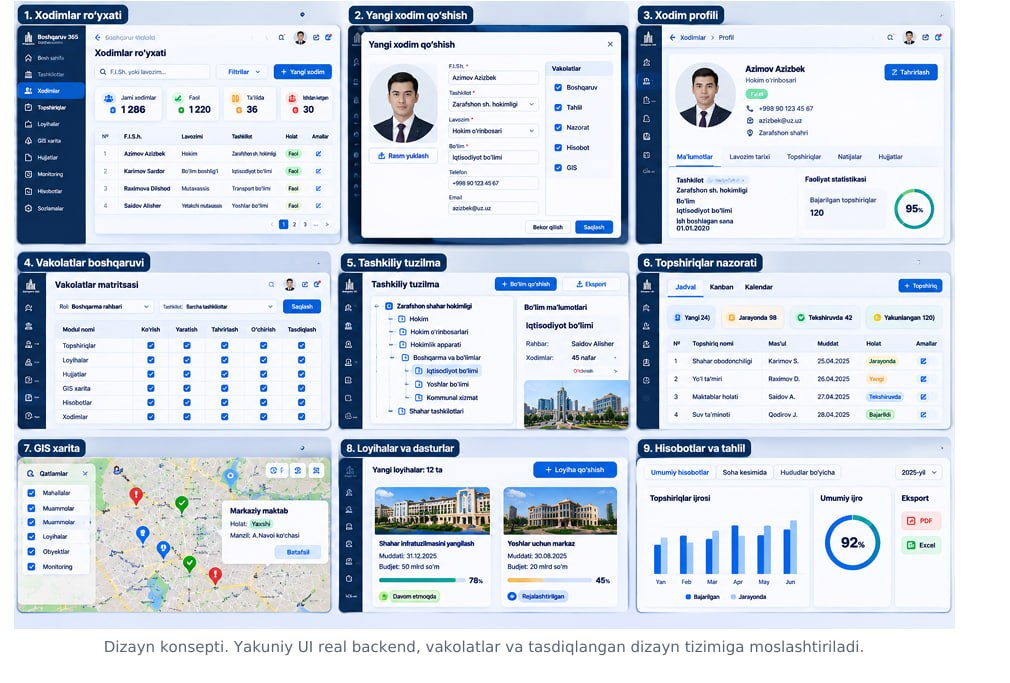 1. Xodimlar ro‘yxati
Boshqaruv 365
Xodimlar ro‘yxati
Bosh sahifa
Tashkilotlar
Xodimlar
Topshiriqlar
Loyihalar
GIS xarita
Hujjatlar
Monitoring
Hisobotlar
Sozlamalar
F.I.Sh. yoki lavozim...
Filtrilar
+ Yangi xodim
Jami xodimlar
1 286
Faol
1 220
Ta'tilda
36
Ishdan ketgan
30
Nº F.I.S.h. Lavozimi Tashkilot Holat Amallar
1 Azimov Azizbek Hokim Zarafshon sh. hokimligi Faol
2 Karimov Sardor Bo‘lim boshlig‘i Iqtisodiyot bo‘limi Faol
3 Raximova Dilshod Mutaxassis Transport bo‘limi Faol
4 Saidov Alisher Yetakchi mutaxassis Yoshlar bo‘limi Faol
< 1 2 3 ... >
2. Yangi xodim qo‘shish
Yangi xodim qo‘shish
Rasm yuklash
F.I.Sh. *
Azimov Azizbek
Tashkilot *
Zarafshon sh. hokimligi
Lavozim *
Hokim o‘rinbosari
Bo‘lim *
Iqtisodiyot bo‘limi
Telefon
+998 90 123 45 67
Email
azizbek@uz.uz
Vakolatlar
Boshqaruv
Tahlil
Nazorat
Hisobot
GIS
Bekor qilish
Saqlash
3. Xodim profili
Xodimlar > Profil
Azimov Azizbek
Hokim o‘rinbosari
+998 90 123 45 67
azizbek@uz.uz
Zarafshon shahri
Tahrirlash
Ma'lumotlar Lavozim tarixi Topshiriqlar Natijalar Hujjatlar
Tashkilot
Zarafshon sh. hokimligi
Bo‘lim
Iqtisodiyot bo‘limi
Ish boshlagan sana
01.01.2020
Faoliyat statistikasi
Bajarilgan topshiriqlar
120
95%
4. Vakolatlar boshqaruvi
Vakolatlar matritsasi
Rol: Boshqarma rahbari
Tashkilot: Barcha tashkilottar
Saqlash
Modul nomi Ko‘rish Yaratish Tahrirlash O‘chirish Tasdiqlash
Topshiriqlar
Loyihalar
Hujjatlar
GIS xarita
Hisobotlar
Xodimlar
5. Tashkiliy tuzilma
Tashkiliy tuzilma
+ Bo‘lim qo‘shish
Eksport
Zarafshon shahar hokimligi
Hokim
Hokim o‘rinbosarlari
Hokimlik apparati
Boshqarma va bo‘limlar
Iqtisodiyot bo‘limi
Yoshlar bo‘limi
Kommunal xizmat
Shahar tashkilotlari
Bo‘lim ma'lumotlari
Iqtisodiyot bo‘limi
Rahbar: Saidov Alisher
Xodimlar: 45 nafar
6. Topshiriqlar nazorati
Jadval Kanban Kalendar
+ Topshiriq
Yangi 24)
Jarayonda 98
Tekshiruvda 42
Yakunlangan 120)
Nº Topshiriq nomi Mas'ul Muddat Holat Amallar
1 Shahar obodonchiligi Karimov S. 25.04.2025 Jarayonda
2 Yo‘l ta'miri Raximov D. 26.04.2025 Yangi
3 Maktablar holati Saidov A. 27.04.2025 Tekshiruvda
4 Suv ta'minoti Qodirov J. 28.04.2025 Bajarildi
7. GIS xarita
Qatlamlar
Mahallalar
Muammolar
Muammolar
Loyihalar
Obyektlar
Monitoring
Markaziy maktab
Holat: Yaxshi
Manzil: A.Navoi ko‘chasi
Batafsil
8. Loyihalar va dasturlar
Yangi loyihalar: 12 ta
+ Loyiha qo‘shish
Shahar infratuzilmasini yangilash
Muddati: 31.12.2025
Budjet: 50 mlrd so‘m
78%
Davom etmoqda
Yoshlar uchun markaz
Muddati: 30.08.2025
Budjet: 20 mlrd so‘m
45%
Rejalashtirilgan
9. Hisobotlar va tahlil
Umumiy hisobotlar Soha kesimida Hududlar bo‘yicha
2025-yil
Topshiriqlar ijrosi
Yan Feb Mar Apr May Jun
Bajarilgan Jarayonda
Umumiy ijro
92%
Eksport
PDF
Excel
Dizayn konsepti. Yakuniy UI real backend, vakolatlar va tasdiqlangan dizayn tizimiga moslashtiriladi.